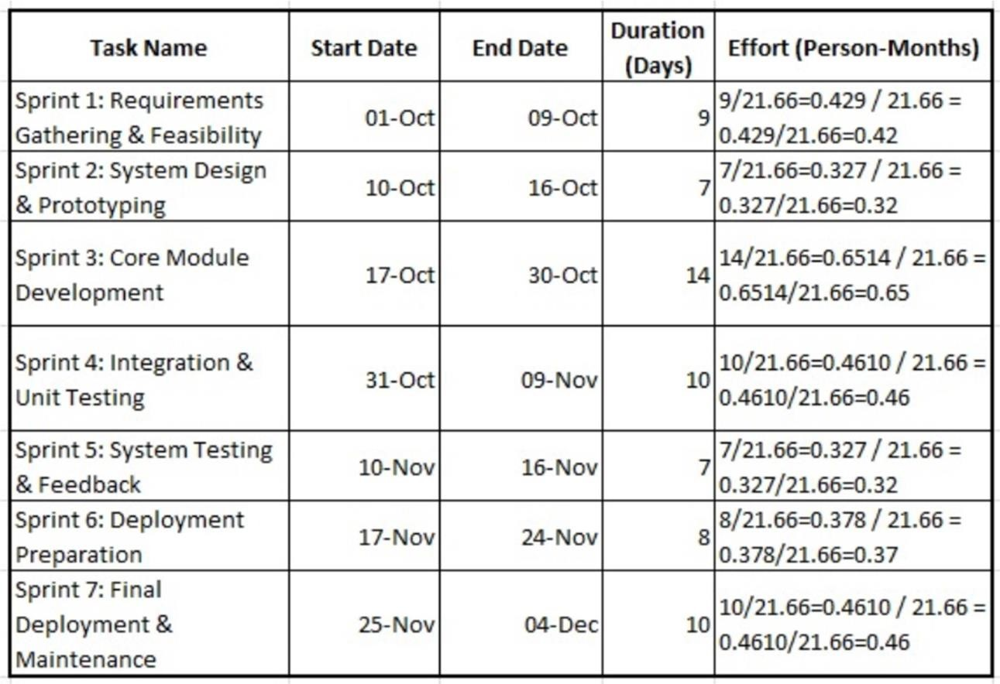 Task Name Start Date End Date Duration (Days) Effort (Person-Months)
Sprint 1: Requirements Gathering & Feasibility 01-Oct 09-Oct 9 9/21.66=0.429 / 21.66 = 0.429/21.66=0.42
Sprint 2: System Design & Prototyping 10-Oct 16-Oct 7 7/21.66=0.327 / 21.66 = 0.327/21.66=0.32
Sprint 3: Core Module Development 17-Oct 30-Oct 14 14/21.66=0.6514 / 21.66 = 0.6514/21.66=0.65
Sprint 4: Integration & Unit Testing 31-Oct 09-Nov 10 10/21.66=0.4610 / 21.66 = 0.4610/21.66=0.46
Sprint 5: System Testing & Feedback 10-Nov 16-Nov 7 7/21.66=0.327 / 21.66 = 0.327/21.66=0.32
Sprint 6: Deployment Preparation 17-Nov 24-Nov 8 8/21.66=0.378 / 21.66 = 0.378/21.66=0.37
Sprint 7: Final Deployment & Maintenance 25-Nov 04-Dec 10 10/21.66=0.4610 / 21.66 = 0.4610/21.66=0.46